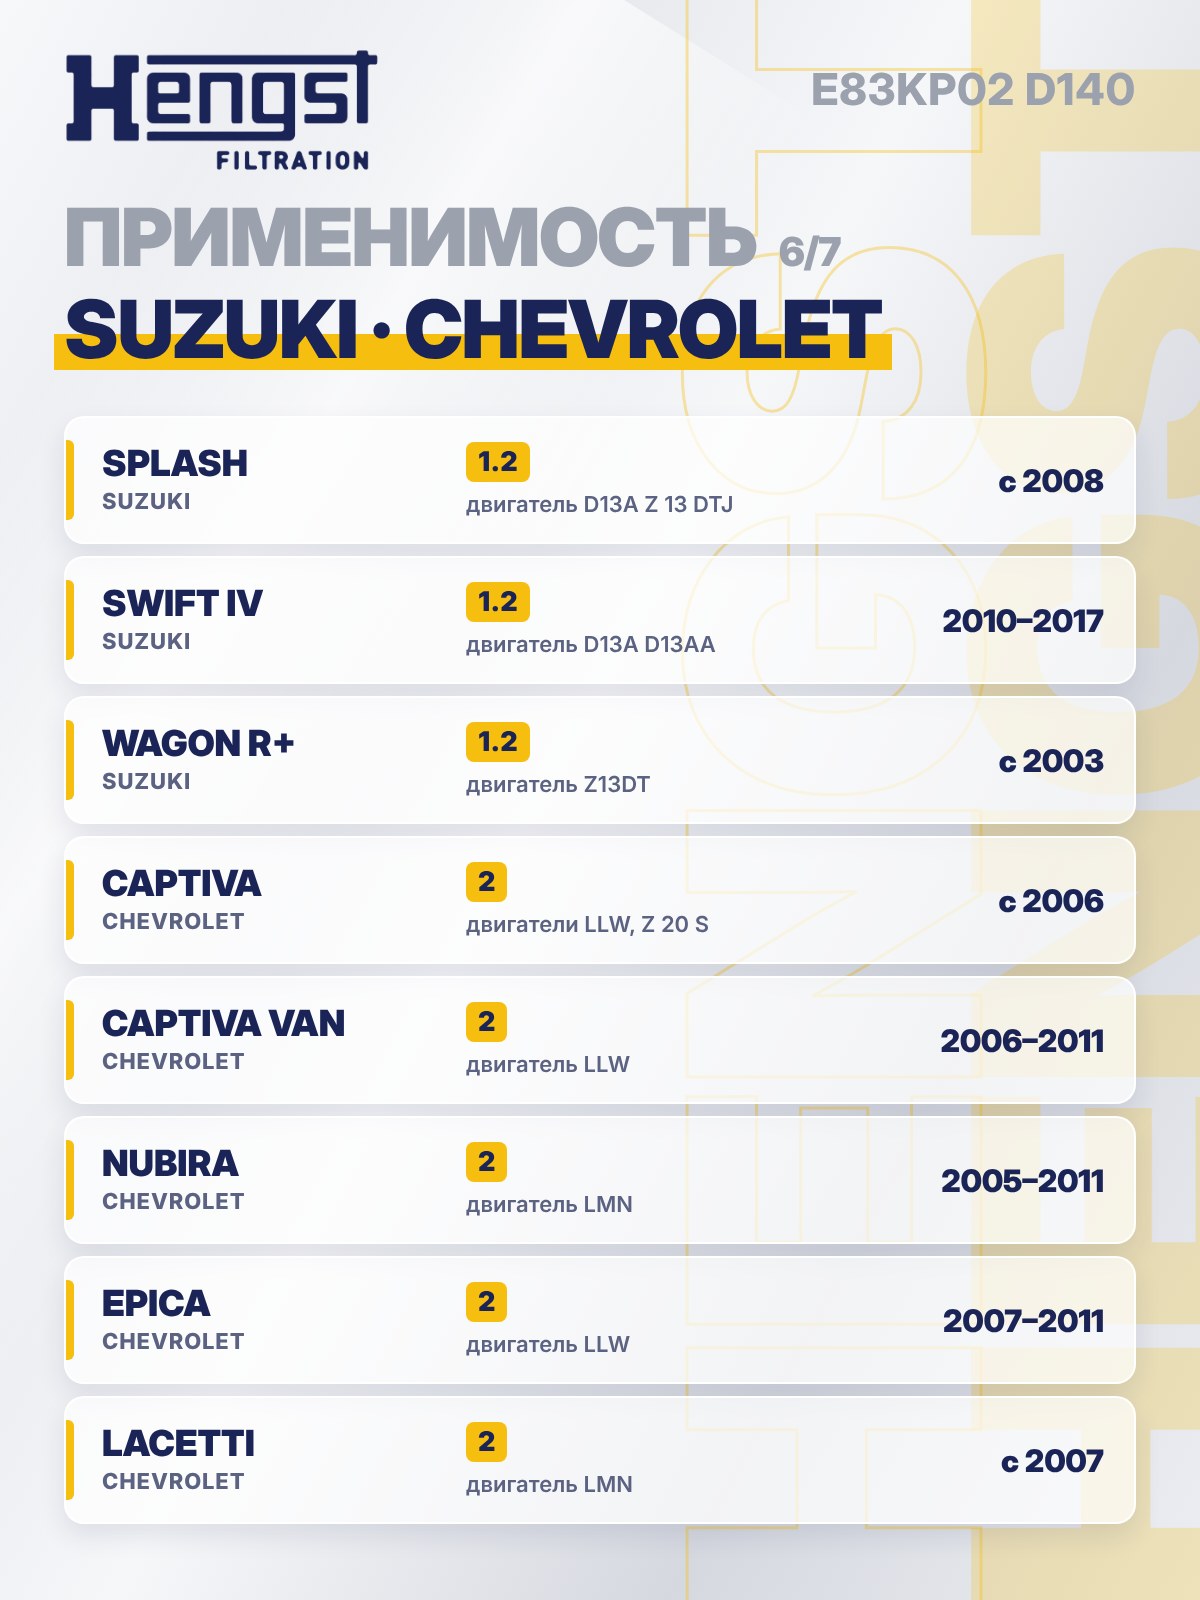 Hengst
FILTRATION
E83KP02 D140
ПРИМЕНИМОСТЬ 6/7
SUZUKI · CHEVROLET
SPLASH
SUZUKI
1.2
двигатель D13A Z 13 DTJ
с 2008
SWIFT IV
SUZUKI
1.2
двигатель D13A D13AA
2010–2017
WAGON R+
SUZUKI
1.2
двигатель Z13DT
с 2003
CAPTIVA
CHEVROLET
2
двигатели LLW, Z 20 S
с 2006
CAPTIVA VAN
CHEVROLET
2
двигатель LLW
2006–2011
NUBIRA
CHEVROLET
2
двигатель LMN
2005–2011
EPICA
CHEVROLET
2
двигатель LLW
2007–2011
LACETTI
CHEVROLET
2
двигатель LMN
с 2007
HENGST
HENGST